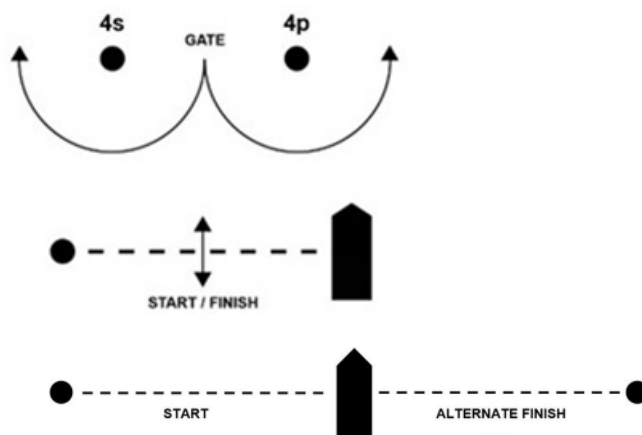 4s
4p
GATE
START / FINISH
START
ALTERNATE FINISH